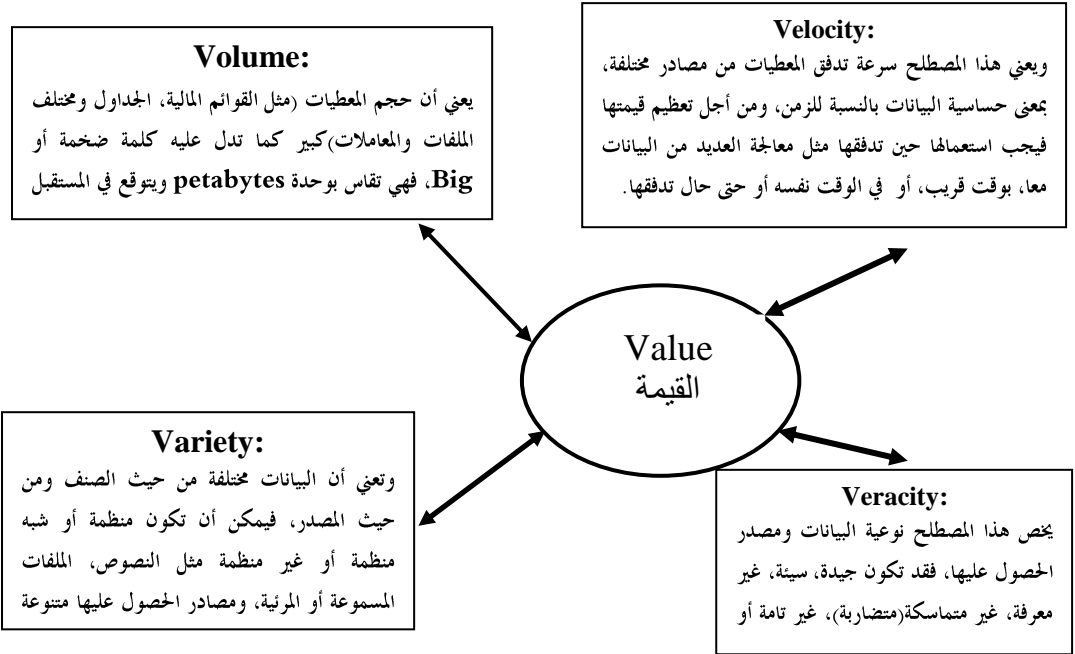 Volume:
يعني أن حجم المعطيات (مثل القوائم المالية، الجداول ومختلف
الملفات والمعاملات)كبير كما تدل عليه كلمة ضخمة أو
Big، فهي تقاس بوحدة petabytes ويتوقع في المستقبل
Velocity:
ويعني هذا المصطلح سرعة تدفق المعطيات من مصادر مختلفة،
بمعنى حساسية البيانات بالنسبة للزمن، ومن أجل تعظيم قيمتها
فيجب استعمالها حين تدفقها مثل معالجة العديد من البيانات
معا، بوقت قريب، أو في الوقت نفسه أو حتى حال تدفقها.
Value
القيمة
Variety:
وتعني أن البيانات مختلفة من حيث الصنف ومن
حيث المصدر، فيمكن أن تكون منظمة أو شبه
منظمة أو غير منظمة مثل النصوص، الملفات
المسموعة أو المرئية، ومصادر الحصول عليها متنوعة
Veracity:
يخص هذا المصطلح نوعية البيانات ومصدر
الحصول عليها، فقد تكون جيدة، سيئة، غير
معرفة، غير متماسكة(متضاربة)، غير تامة أو